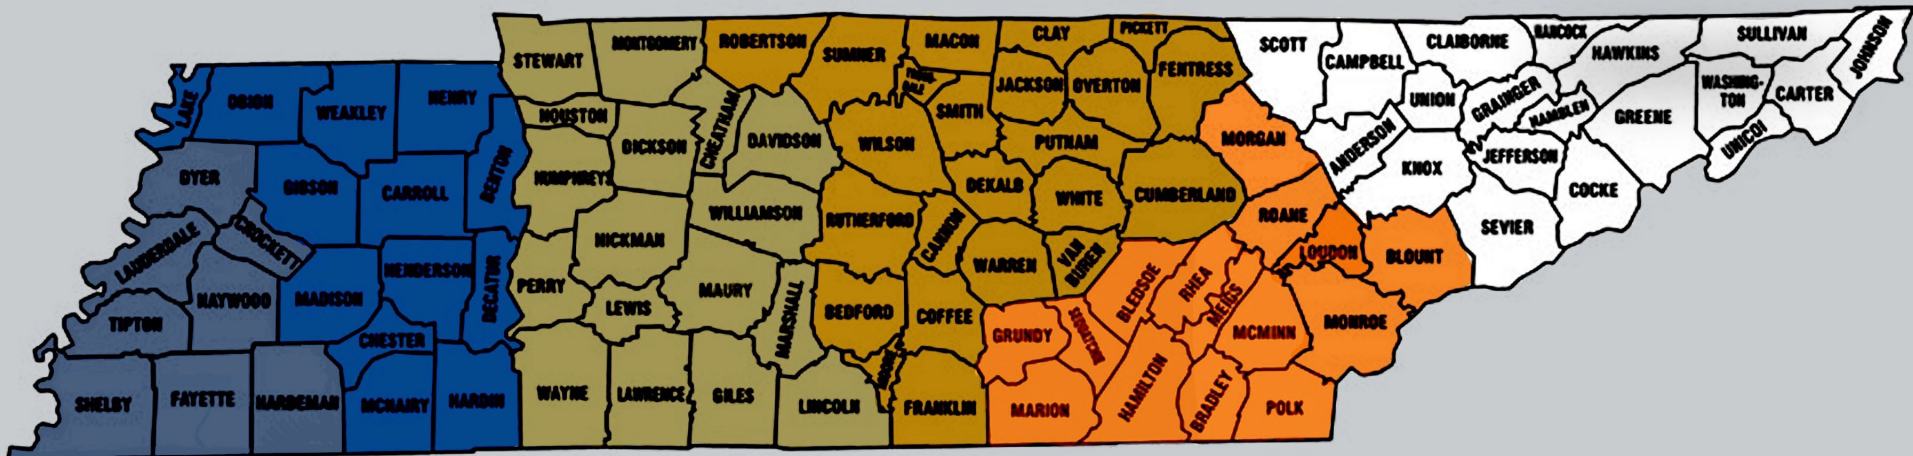 LAKE
OBION
WEAKLEY
HENRY
STEWART
MONTGOMERY
ROBERTSON
SUMNER
MACON
CLAY
PICKETT
SCOTT
CAMPBELL
CLAIBORNE
HANCOCK
HAWKINS
SULLIVAN
JOHNSON
HOUSTON
CHEATHAM
SMITH
JACKSON
OVERTON
FENTRESS
UNION
GRAINGER
HAMBLEN
GREENE
WASHING-
TON
CARTER
UNICOI
DYER
GIBSON
CARROLL
BENTON
HUMPHREYS
DICKSON
DAVIDSON
WILSON
PUTNAM
MORGAN
ANDERSON
KNOX
JEFFERSON
COCKE
LAUDERDALE
CROCKETT
WILLIAMSON
RUTHERFORD
CANNON
DEKALB
WHITE
CUMBERLAND
ROANE
LOUDON
BLOUNT
SEVIER
TIPTON
HAYWOOD
MADISON
HENDERSON
DECATUR
PERRY
HICKMAN
LEWIS
MAURY
MARSHALL
BEDFORD
COFFEE
WARREN
VAN
BUREN
BLEDSOE
RHEA
MEIGS
MCMINN
MONROE
CHESTER
MOORE
GRUNDY
SHELBY
FAYETTE
HARDEMAN
MCNAIRY
HARDIN
WAYNE
LAWRENCE
GILES
LINCOLN
FRANKLIN
MARION
HAMILTON
BRADLEY
POLK